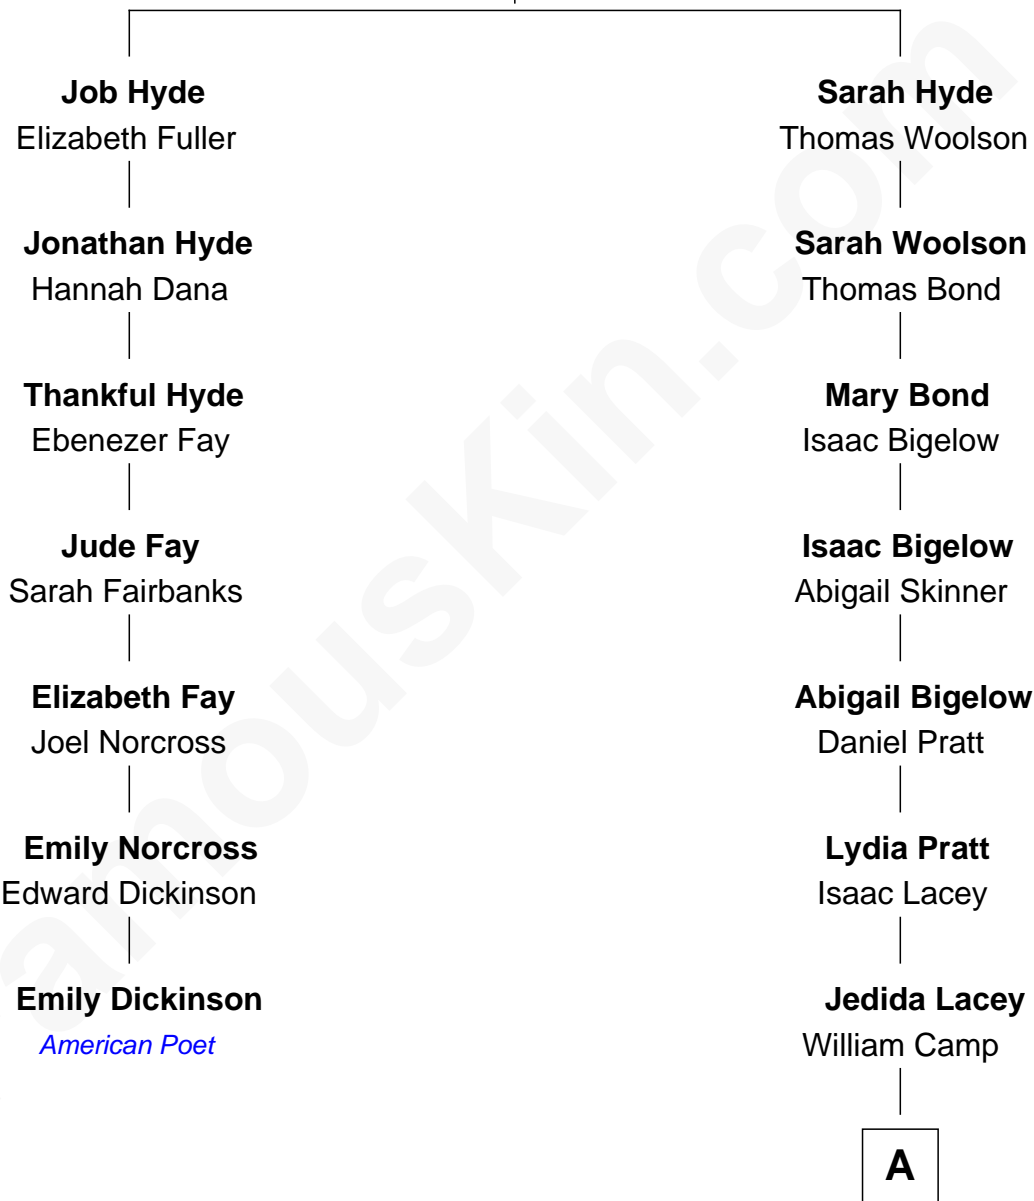 Job Hyde
Elizabeth Fuller
Jonathan Hyde
Hannah Dana
Thankful Hyde
Ebenezer Fay
Jude Fay
Sarah Fairbanks
Elizabeth Fay
Joel Norcross
Emily Norcross
Edward Dickinson
Emily Dickinson
American Poet
Sarah Hyde
Thomas Woolson
Sarah Woolson
Thomas Bond
Mary Bond
Isaac Bigelow
Isaac Bigelow
Abigail Skinner
Abigail Bigelow
Daniel Pratt
Lydia Pratt
Isaac Lacey
Jedida Lacey
William Camp
A
amouskin.com